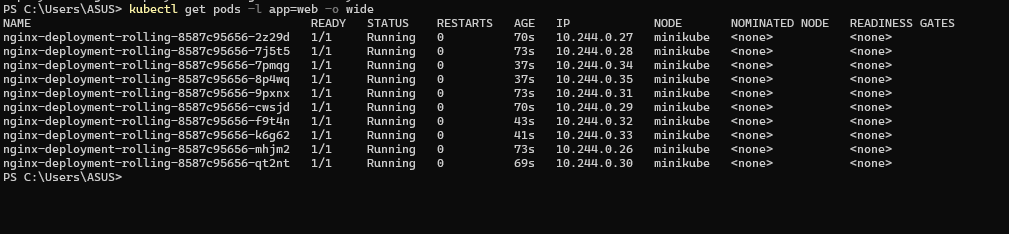 PS C:\Users\ASUS> kubectl get pods -l app=web -o wide
NAME READY STATUS RESTARTS AGE IP NODE NOMINATED NODE READINESS GATES
nginx-deployment-rolling-8587c95656-2z29d 1/1 Running 0 70s 10.244.0.27 minikube <none> <none>
nginx-deployment-rolling-8587c95656-7j5t5 1/1 Running 0 73s 10.244.0.28 minikube <none> <none>
nginx-deployment-rolling-8587c95656-7pmqg 1/1 Running 0 37s 10.244.0.34 minikube <none> <none>
nginx-deployment-rolling-8587c95656-8p4wq 1/1 Running 0 37s 10.244.0.35 minikube <none> <none>
nginx-deployment-rolling-8587c95656-9pxnx 1/1 Running 0 73s 10.244.0.31 minikube <none> <none>
nginx-deployment-rolling-8587c95656-cwsjd 1/1 Running 0 70s 10.244.0.29 minikube <none> <none>
nginx-deployment-rolling-8587c95656-f9t4n 1/1 Running 0 43s 10.244.0.32 minikube <none> <none>
nginx-deployment-rolling-8587c95656-k6g62 1/1 Running 0 41s 10.244.0.33 minikube <none> <none>
nginx-deployment-rolling-8587c95656-mhjm2 1/1 Running 0 73s 10.244.0.26 minikube <none> <none>
nginx-deployment-rolling-8587c95656-qt2nt 1/1 Running 0 69s 10.244.0.30 minikube <none> <none>
PS C:\Users\ASUS>